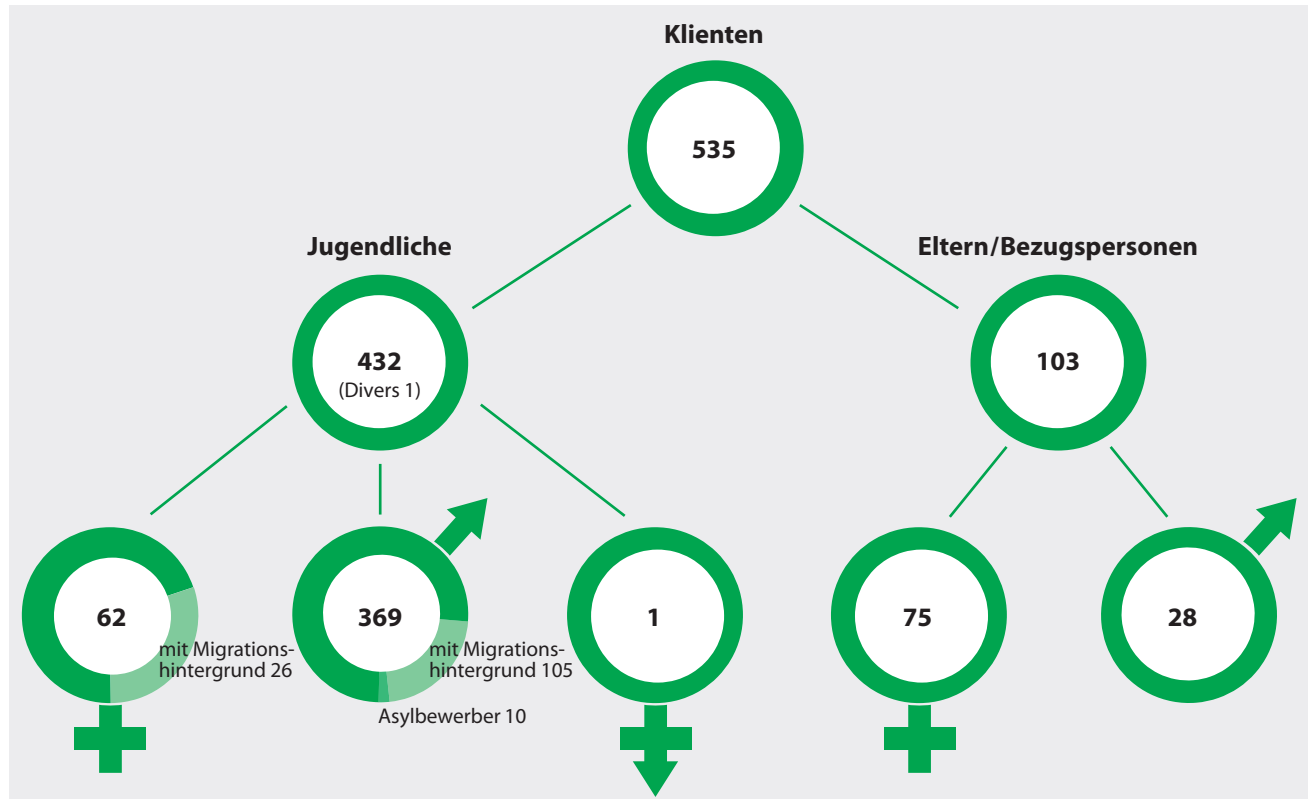 Klienten
535
Jugendliche
Eltern/Bezugspersonen
432
(Divers 1)
103
62
mit Migrations-
hintergrund 26
369
mit Migrations-
hintergrund 105
Asylbewerber 10
1
75
28